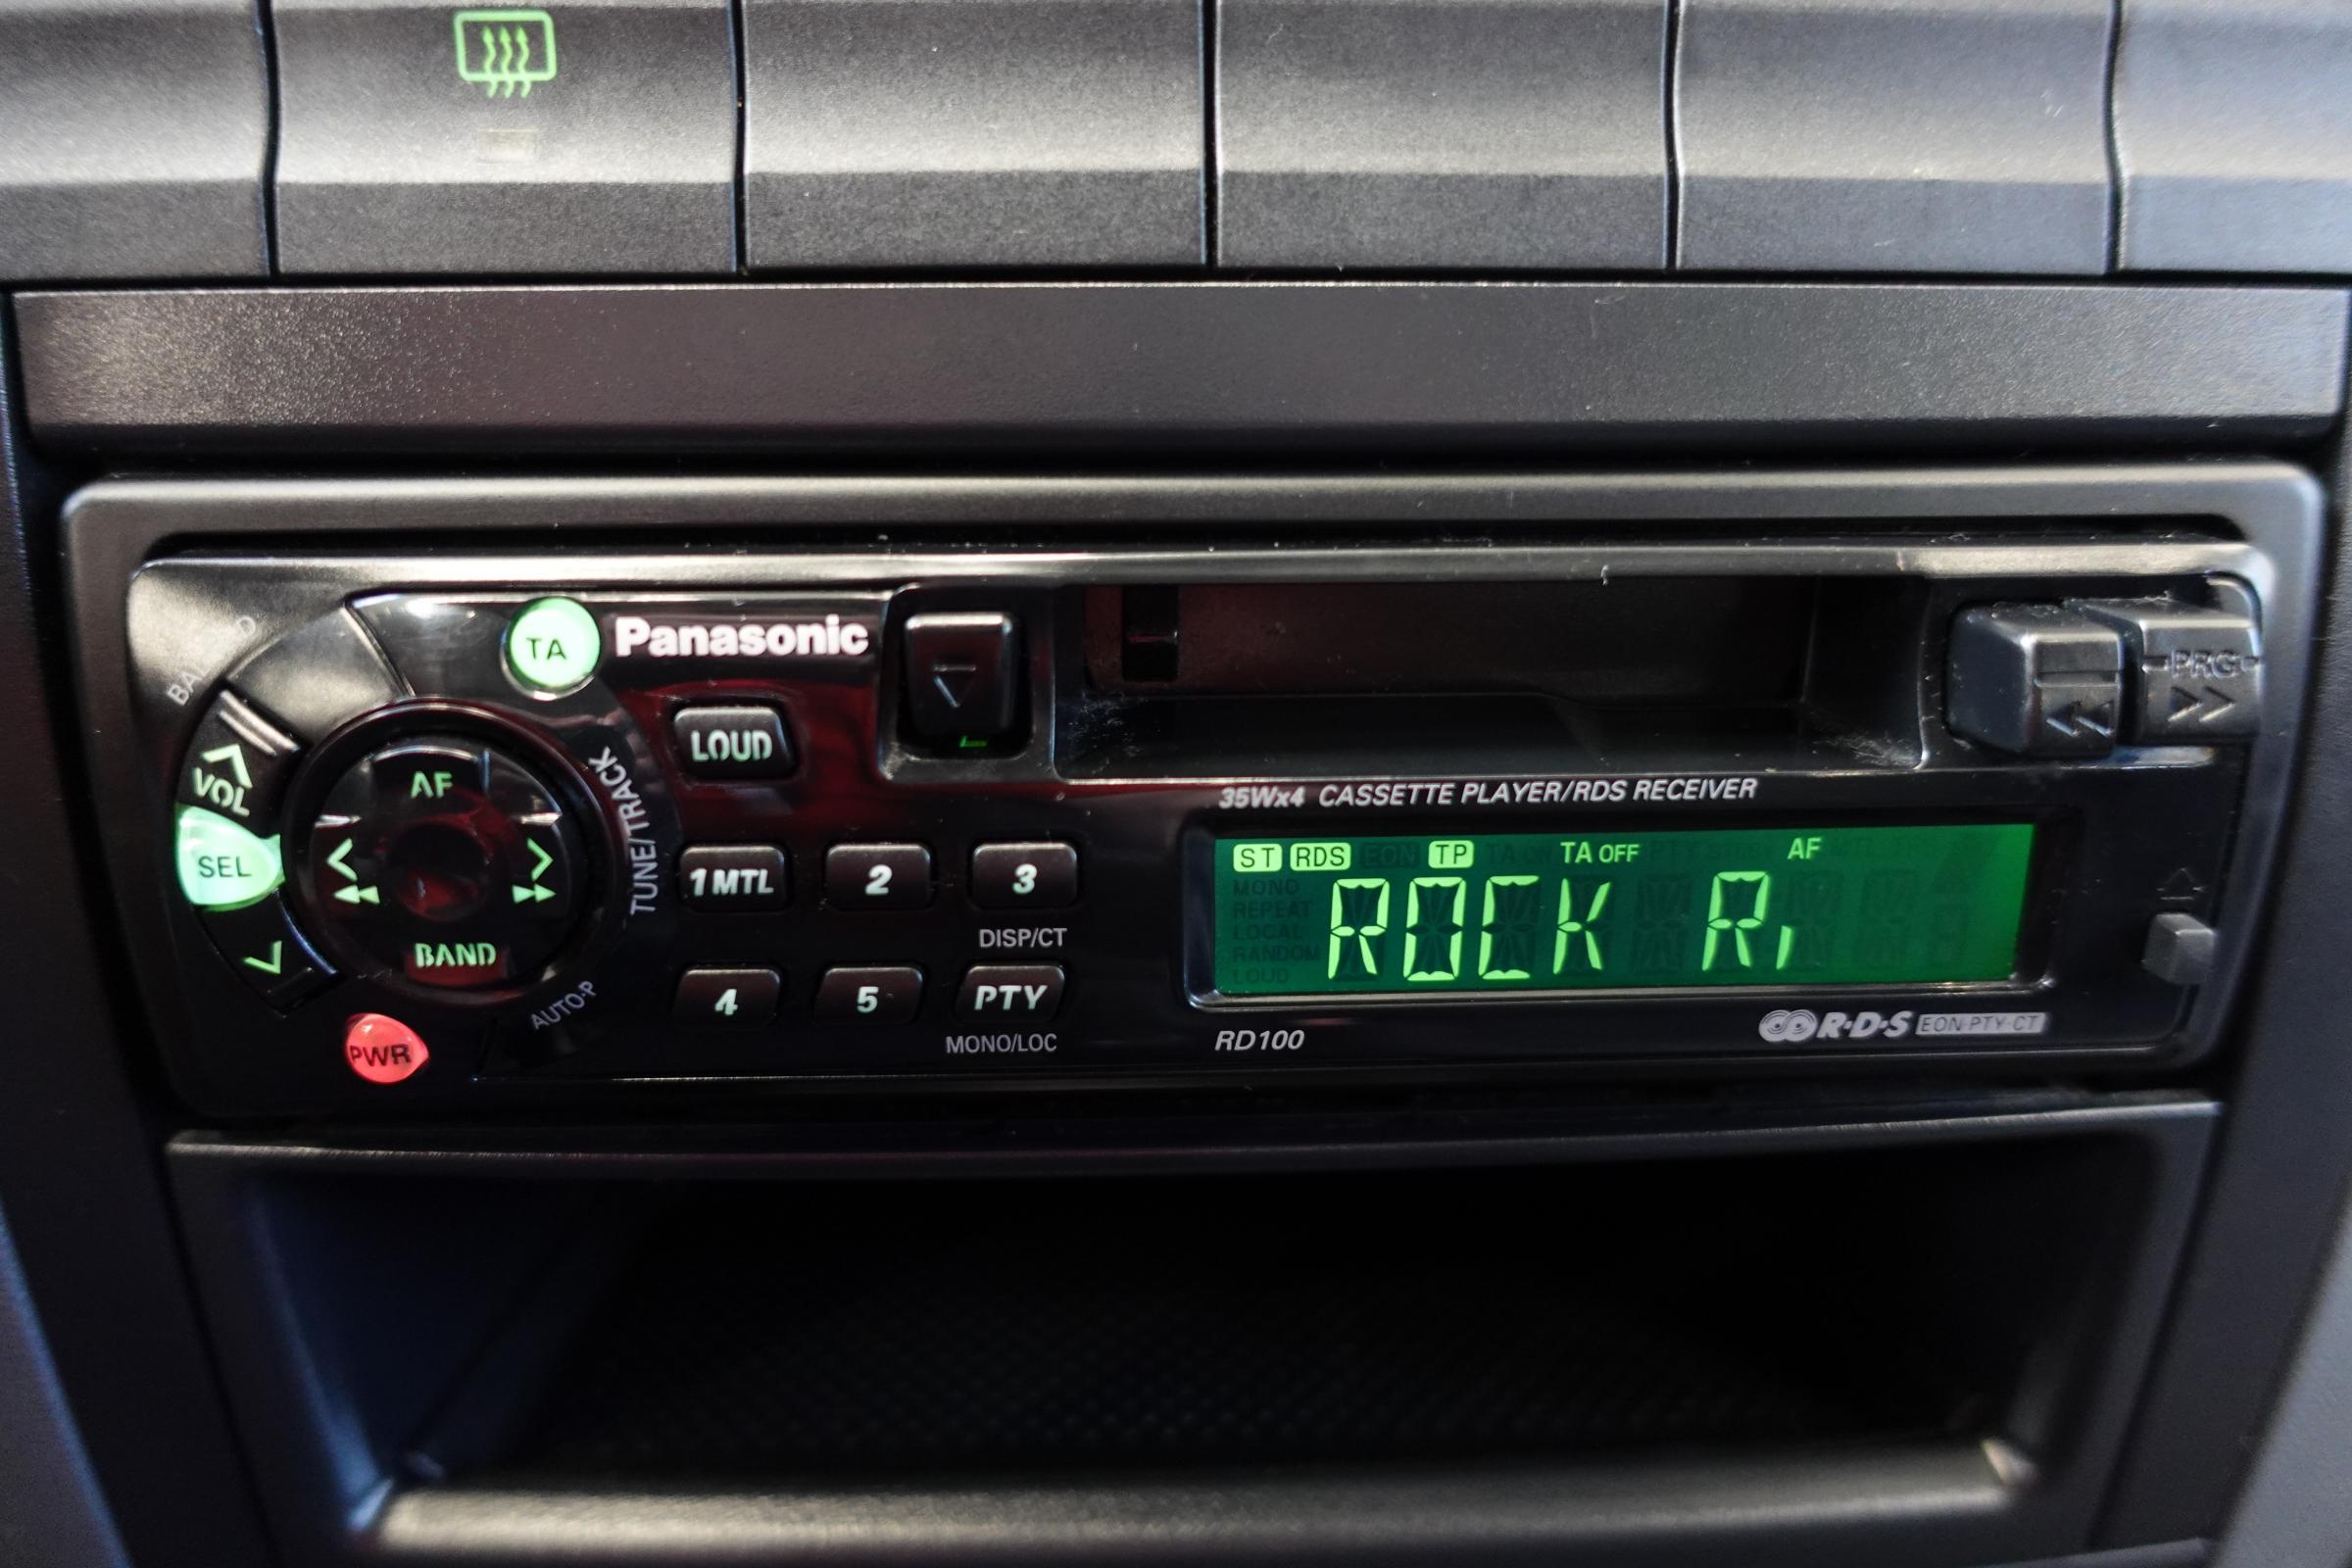 TA
Panasonic
BAL
VOL
SEL
AF
BAND
TUNE/TRACK
AUTO-P
PWR
LOUD
1 MTL
2
3
DISP/CT
4
5
PTY
MONO/LOC
PRG
35Wx4 CASSETTE PLAYER/RDS RECEIVER
ST RDS EON TP TA OFF AF
MONO
REPEAT
LOCAL
RANDOM
LOUD
ROCK R,
RD100
R·D·S EON·PTY·CT